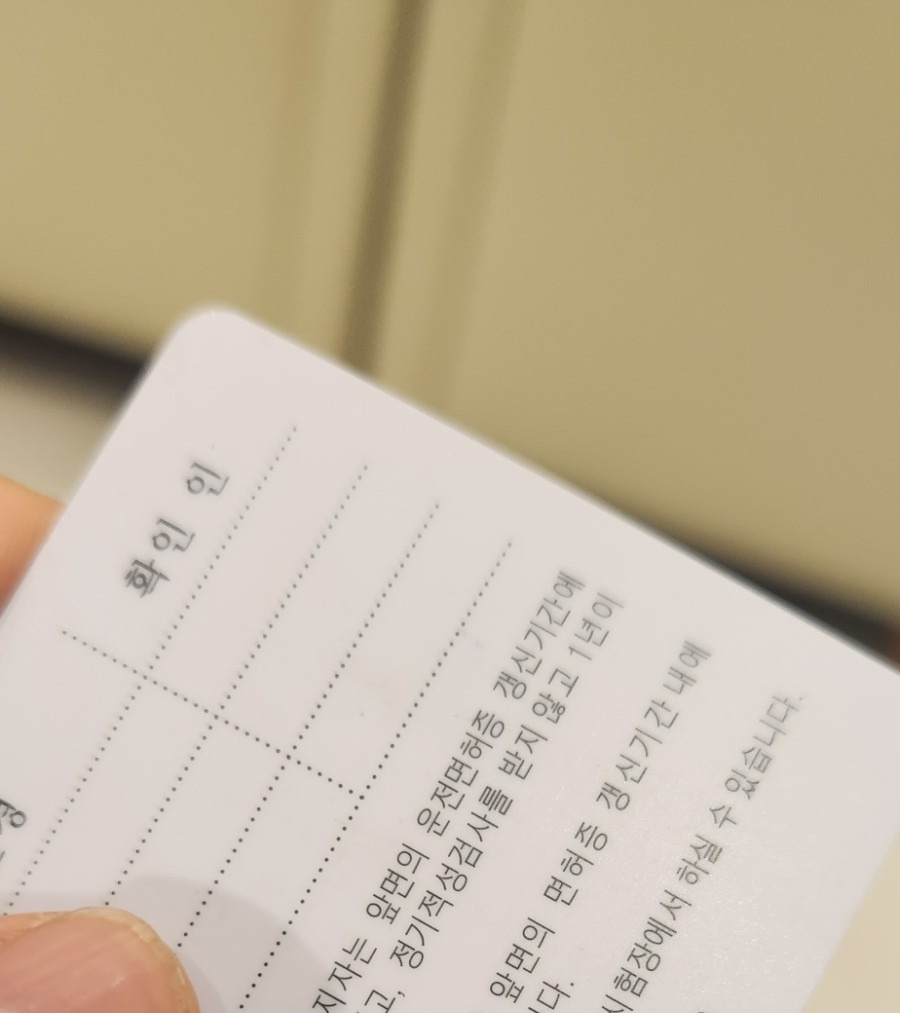 확인 인
경
지자는 앞면의 운전면허증 갱신기간에
고, 정기적성검사를 받지 않고 1년이
앞면의 면허증 갱신기간 내에
니다.
시험장에서 하실 수 있습니다.